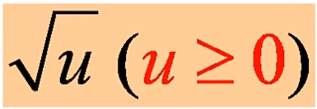 √u (u ≥ 0)